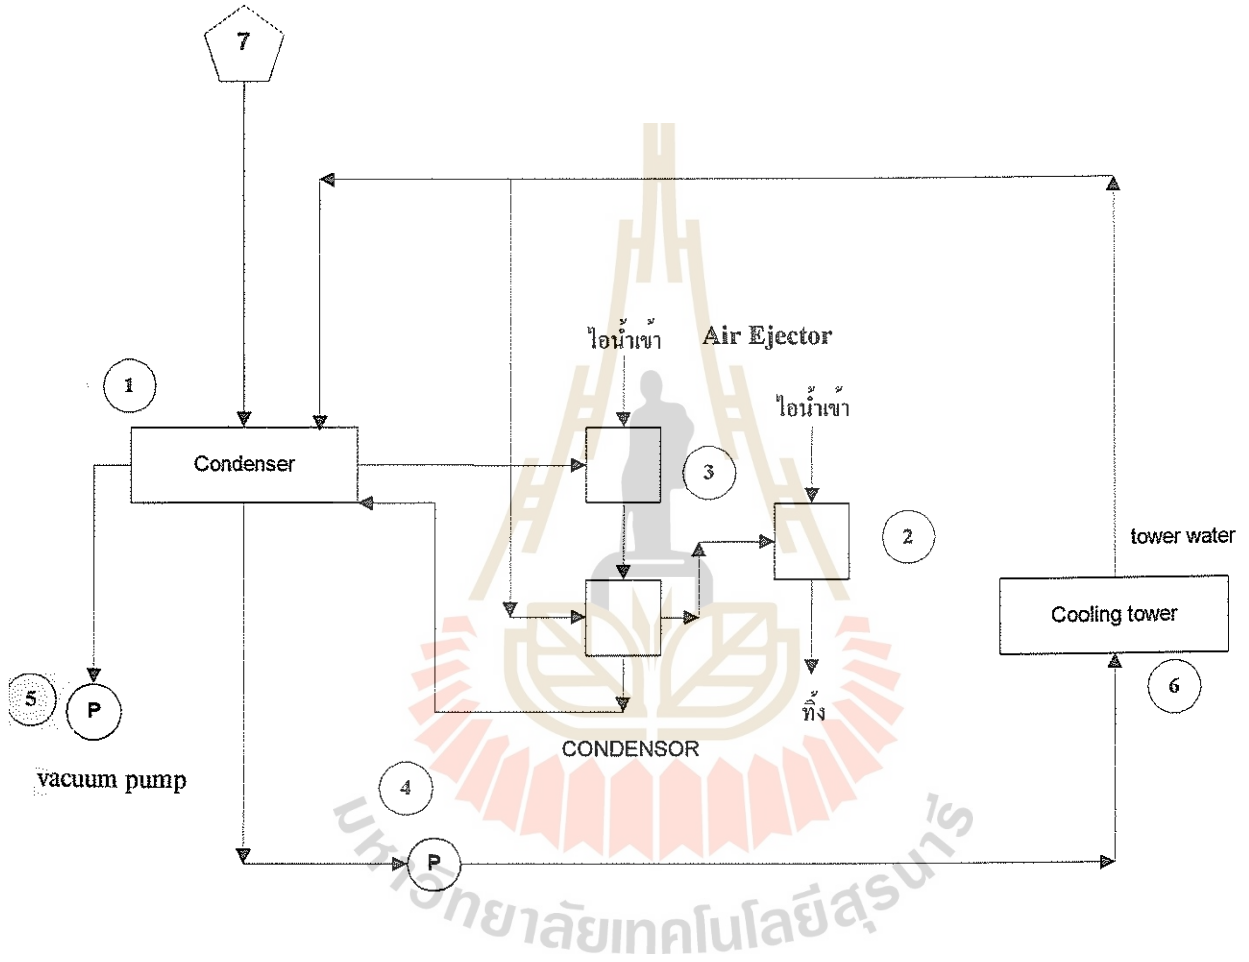 7
ไอน้ำเข้า
Air Ejector
1
ไอน้ำเข้า
Condenser
3
2
tower water
Cooling tower
5
P
6
ทิ้ง
CONDENSOR
vacuum pump
4
P
มหาวิทยาลัยเทคโนโลยีสุรนารี